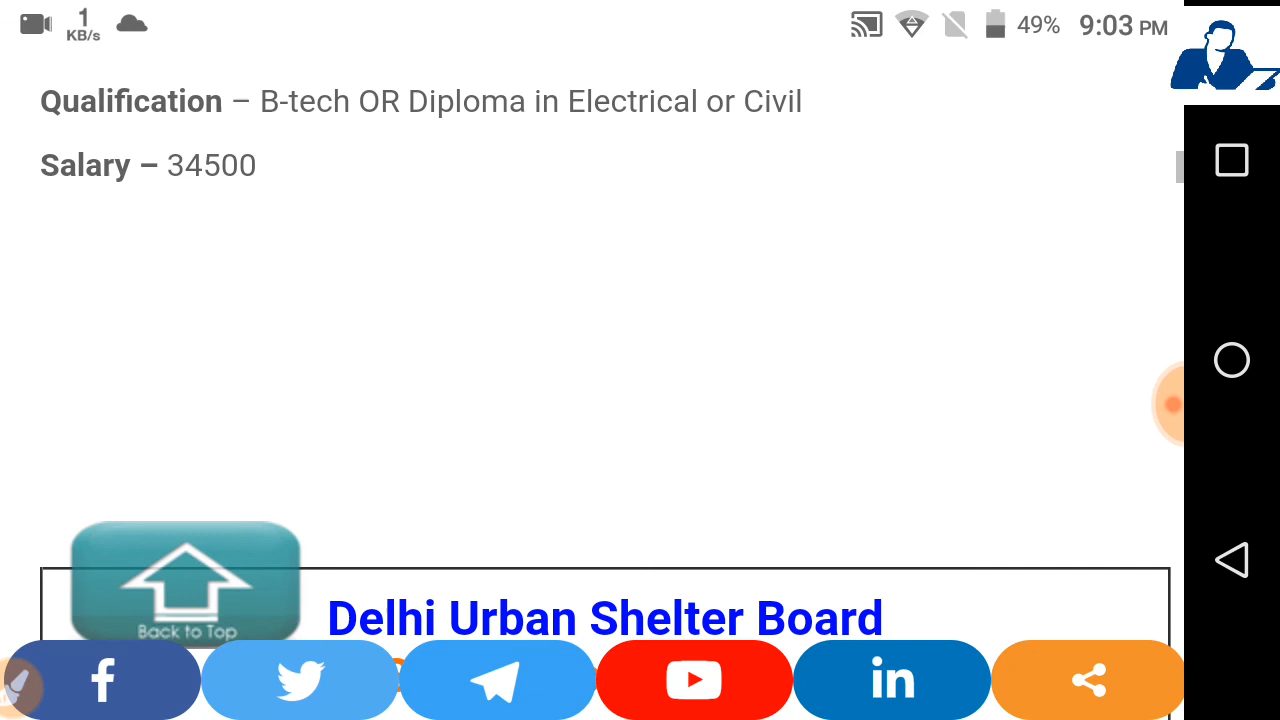 1
KB/s
49%
9:03 PM
Qualification – B-tech OR Diploma in Electrical or Civil
Salary – 34500
Back to Top
Delhi Urban Shelter Board
f
in